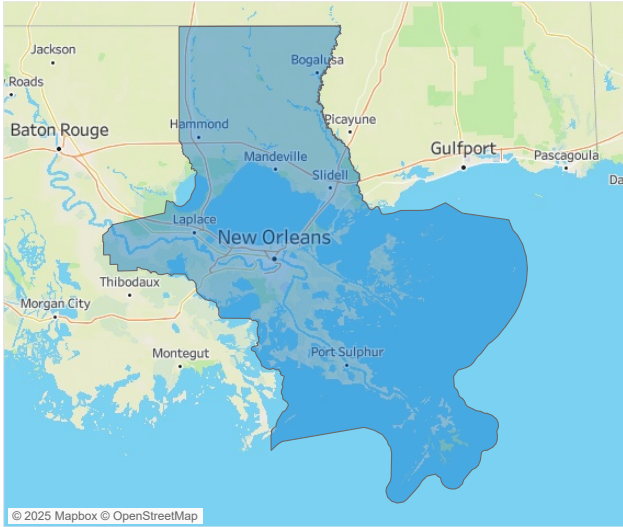 Jackson
Bogalusa
Roads
Picayune
Hammond
Baton Rouge
Gulfport
Mandeville
Pascagoula
Slidell
Da
Laplace
New Orleans
Thibodaux
Morgan City
Montegut
Port Sulphur
© 2025 Mapbox © OpenStreetMap